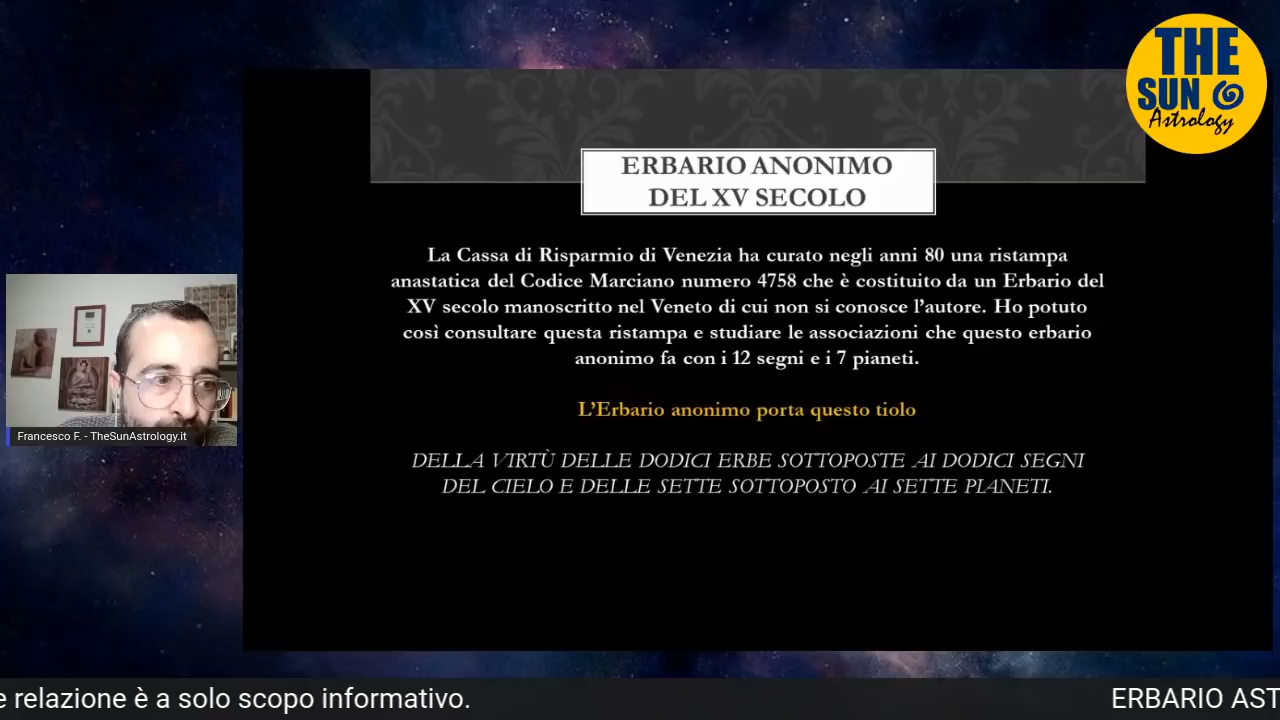 THE
SUN
Astrology
ERBARIO ANONIMO
DEL XV SECOLO
La Cassa di Risparmio di Venezia ha curato negli anni 80 una ristampa
anastatica del Codice Marciano numero 4758 che è costituito da un Erbario del
XV secolo manoscritto nel Veneto di cui non si conosce l'autore. Ho potuto
così consultare questa ristampa e studiare le associazioni che questo erbario
anonimo fa con i 12 segni e i 7 pianeti.
L'Erbario anonimo porta questo tiolo
DELLA VIRTÙ DELLE DODICI ERBE SOTTOPOSTE AI DODICI SEGNI
DEL CIELO E DELLE SETTE SOTTOPOSTO AI SETTE PIANETI.
Francesco F. - TheSunAstrology.it
e relazione è a solo scopo informativo.
ERBARIO AST